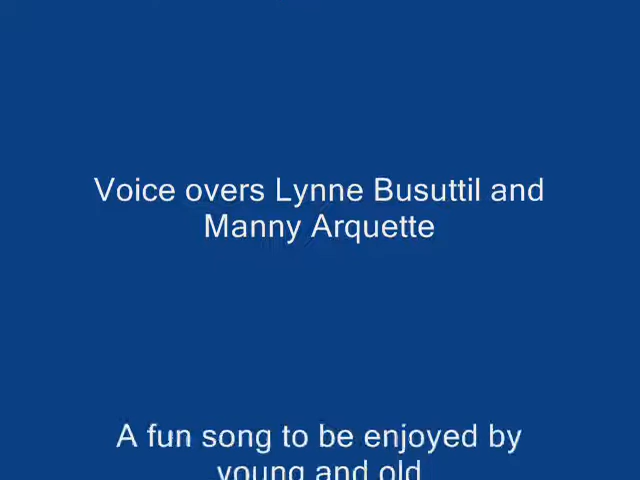 Voice overs Lynne Busuttil and
Manny Arquette
A fun song to be enjoyed by
young and old